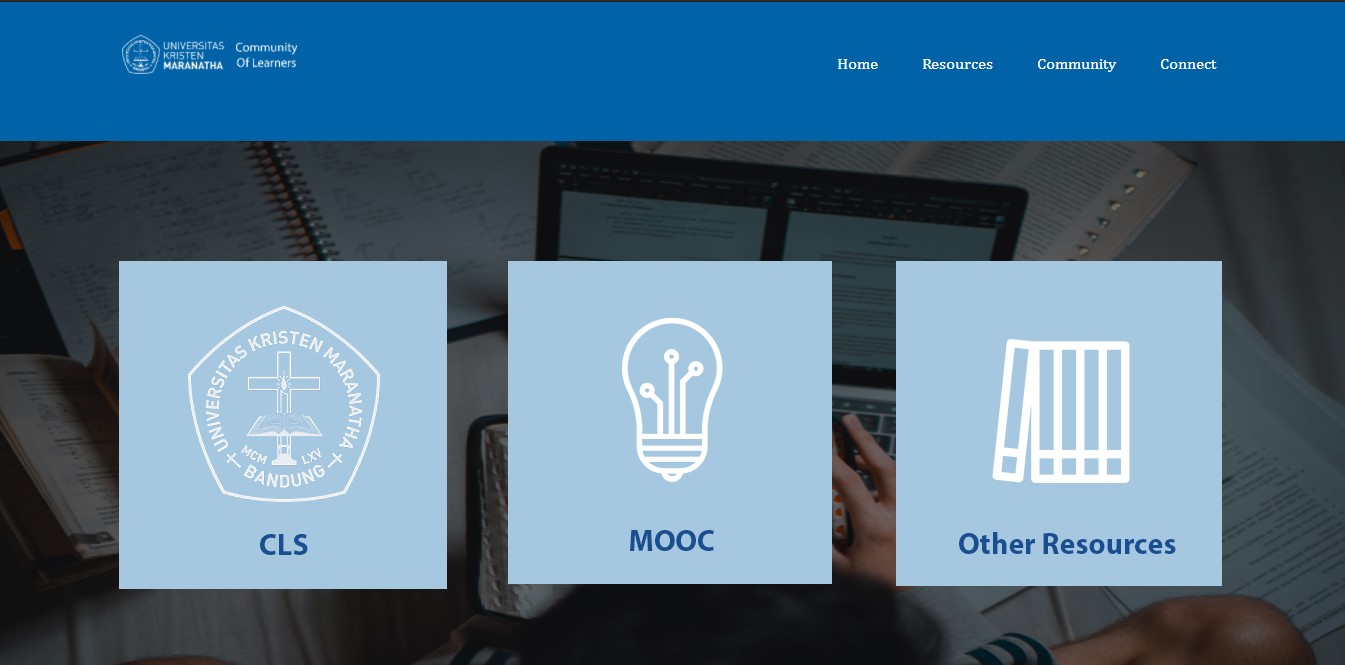 UNIVERSITAS
KRISTEN
MARANATHA
Community
Of Learners
Home
Resources
Community
Connect
UNIVERSITAS KRISTEN MARANATHA
MCM LXV
BANDUNG
CLS
MOOC
Other Resources